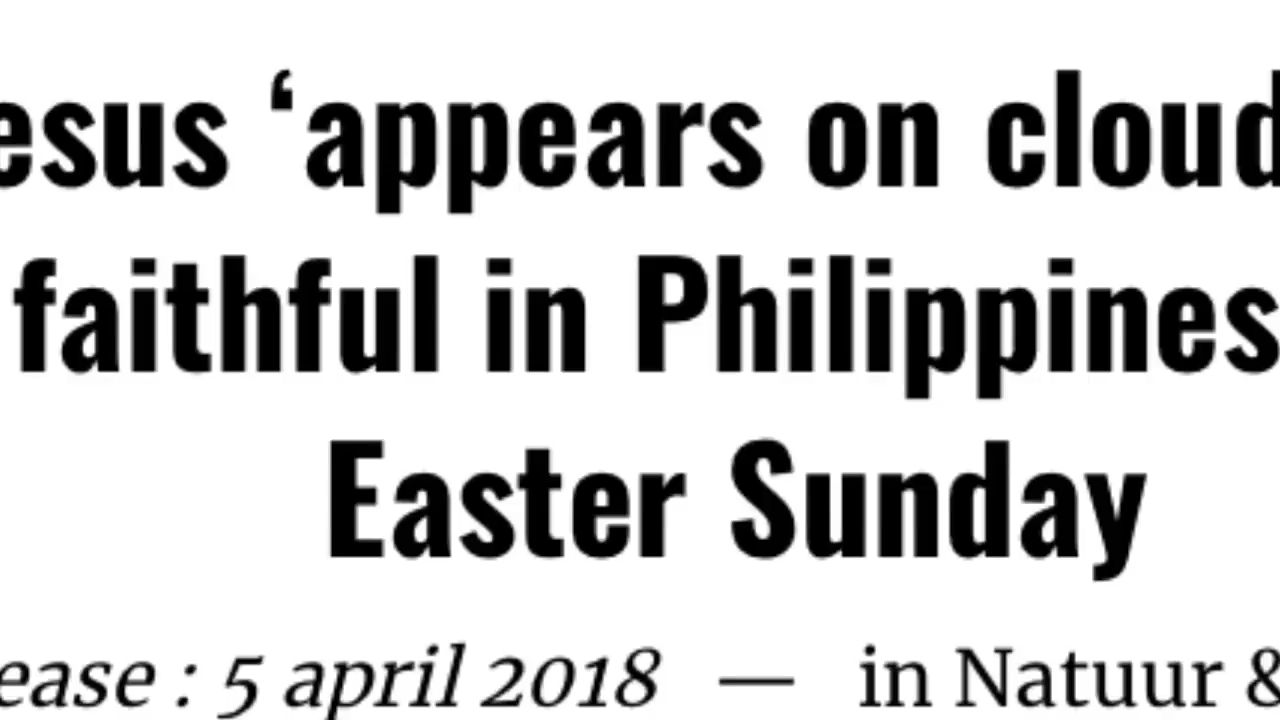 esus ‘appears on cloud
faithful in Philippines
Easter Sunday
ease : 5 april 2018 — in Natuur &